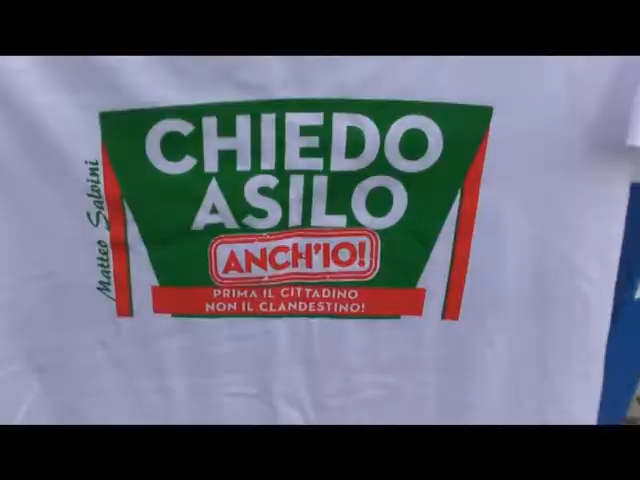 CHIEDO
ASILO
ANCH'IO!
PRIMA IL CITTADINO
NON IL CLANDESTINO!
Matteo Salvini